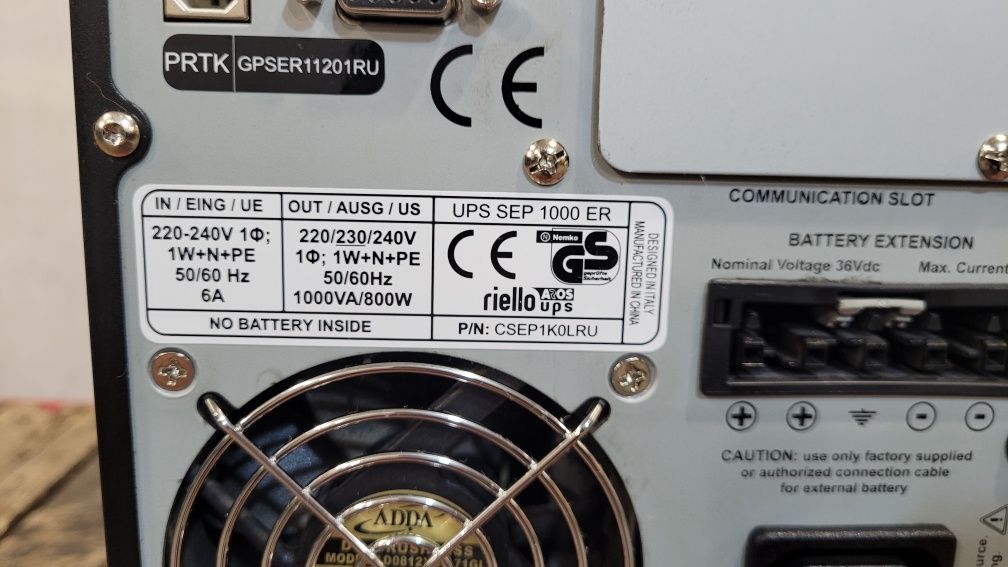 PRTK GPSER11201RU
CE
COMMUNICATION SLOT
IN / EING / UE
220-240V 1Φ;
1W+N+PE
50/60 Hz
6A
OUT / AUSG / US
220/230/240V
1Φ; 1W+N+PE
50/60Hz
1000VA/800W
NO BATTERY INSIDE
UPS SEP 1000 ER
CE
N Nemko
GS
geprüfte
Sicherheit
riello AROS
ups
P/N: CSEP1K0LRU
DESIGNED IN ITALY
MANUFACTURED IN CHINA
BATTERY EXTENSION
Nominal Voltage 36Vdc Max. Current
+ + - -
CAUTION: use only factory supplied
or authorized connection cable
for external battery
ADDA